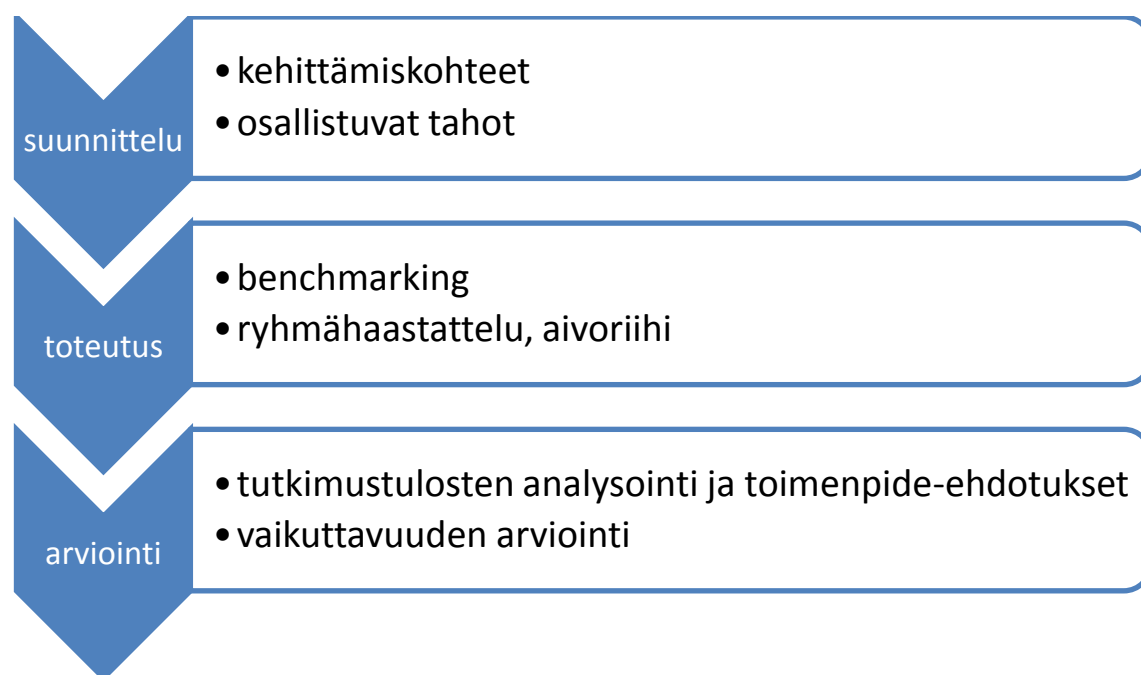 suunnittelu
•kehittämiskohteet
•osallistuvat tahot
toteutus
•benchmarking
•ryhmähaastattelu, aivoriihi
arviointi
•tutkimustulosten analysointi ja toimenpide-ehdotukset
•vaikuttavuuden arviointi